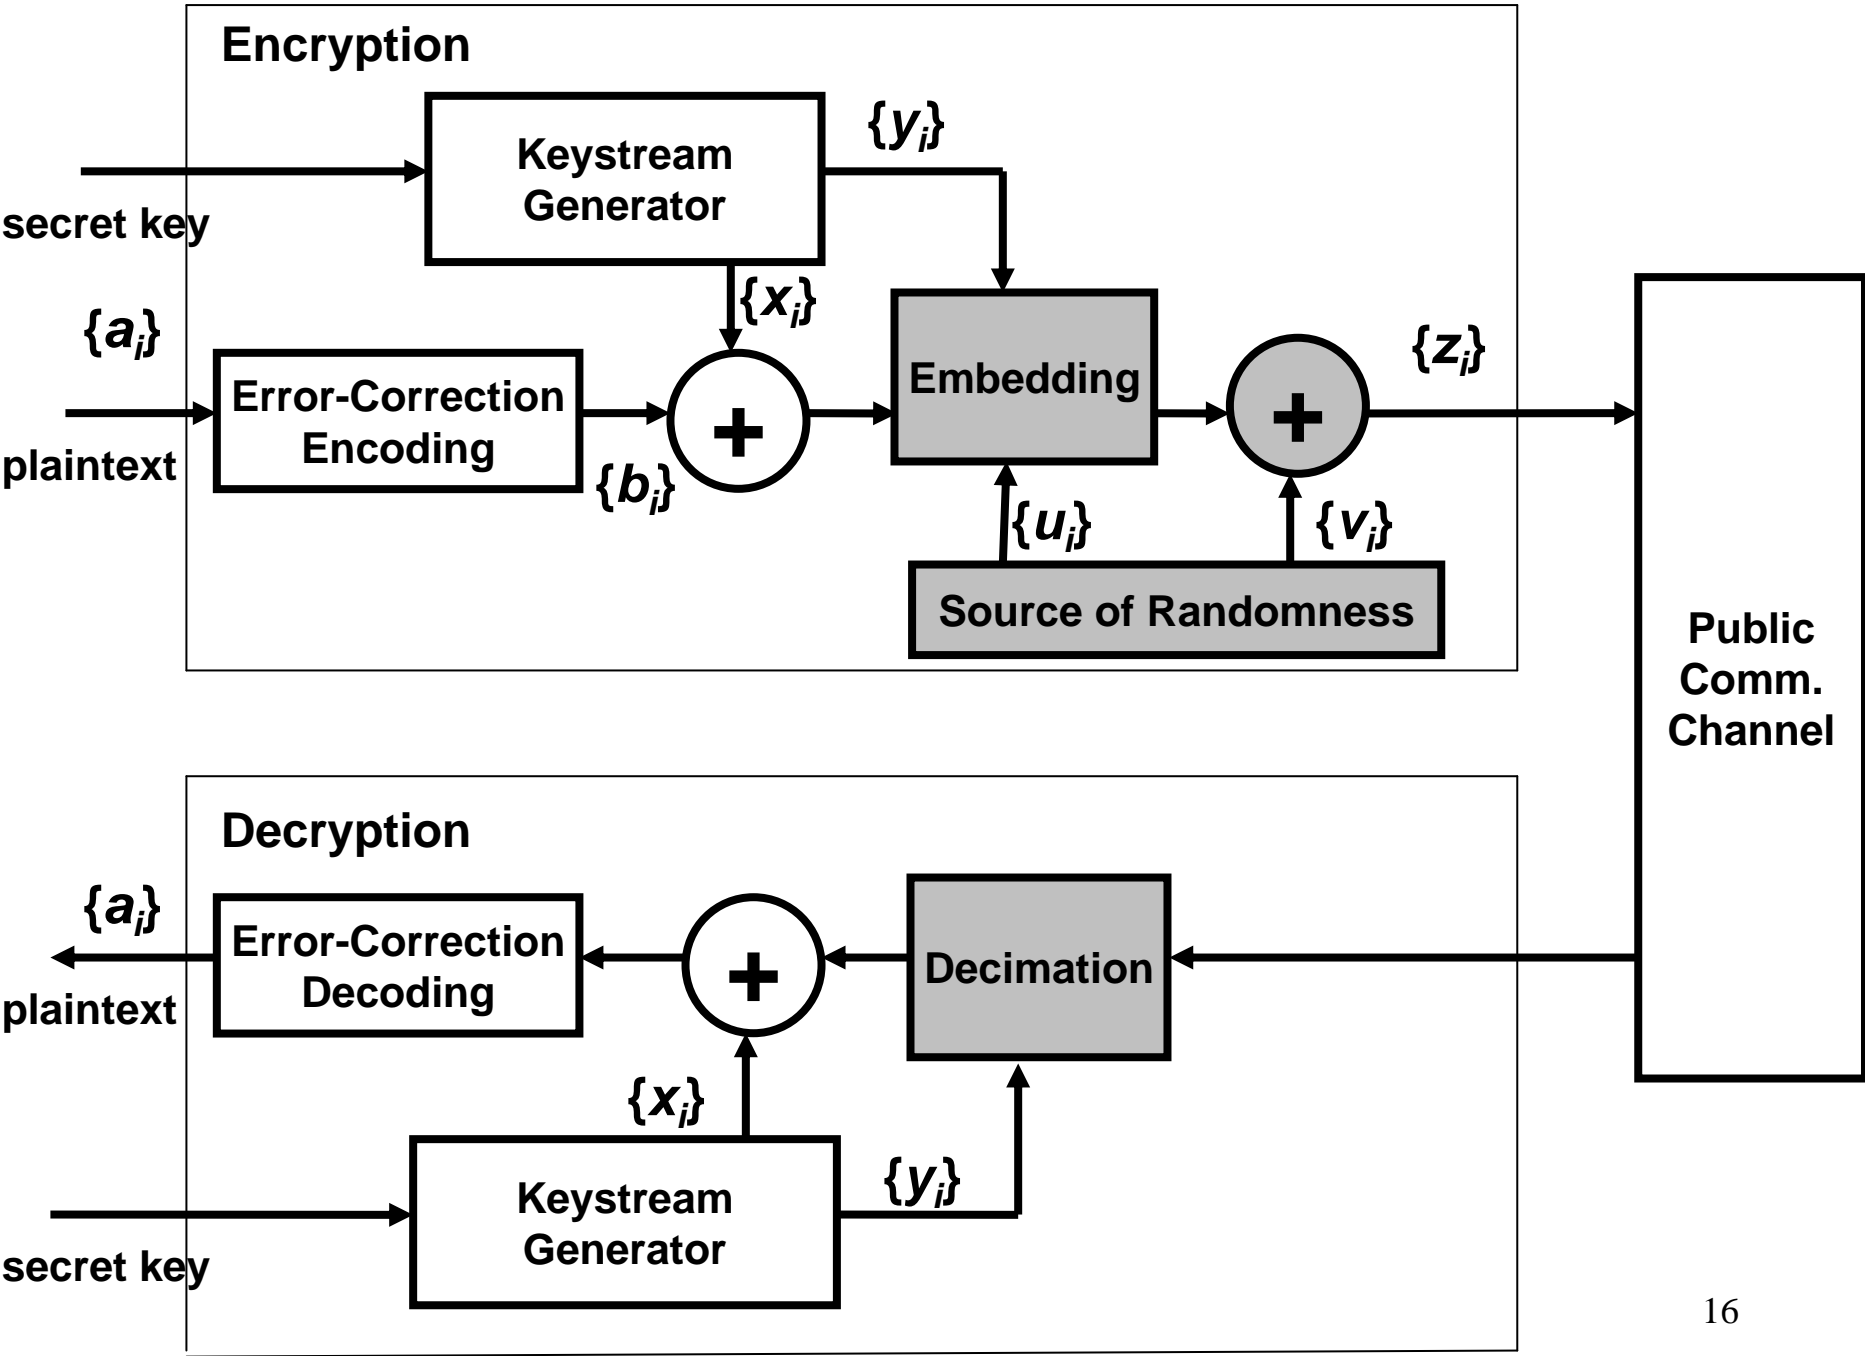 Encryption
Keystream
Generator
{yᵢ}
secret key
{xᵢ}
{aᵢ}
Error-Correction
Encoding
plaintext
{bᵢ}
+
Embedding
+
{zᵢ}
{uᵢ}
{vᵢ}
Source of Randomness
Public
Comm.
Channel
Decryption
{aᵢ}
plaintext
Error-Correction
Decoding
+
Decimation
{xᵢ}
Keystream
Generator
{yᵢ}
secret key
16